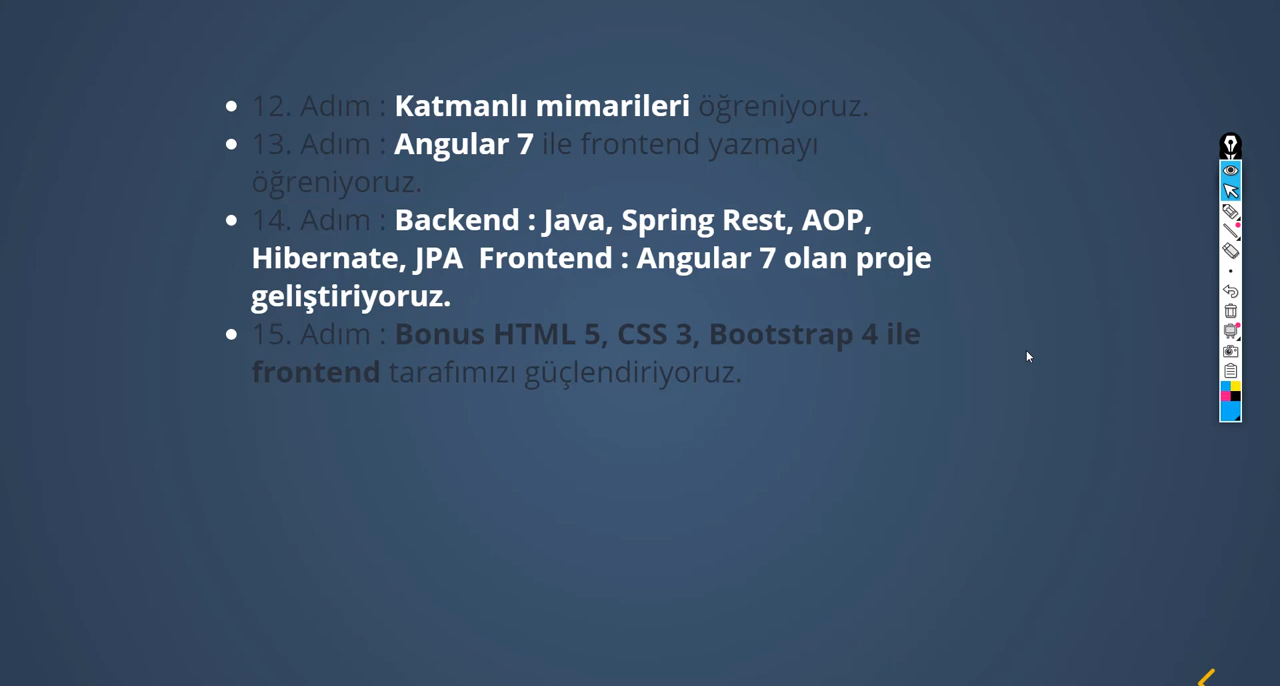 12. Adım : Katmanlı mimarileri öğreniyoruz.
13. Adım : Angular 7 ile frontend yazmayı
öğreniyoruz.
14. Adım : Backend : Java, Spring Rest, AOP,
Hibernate, JPA  Frontend : Angular 7 olan proje
geliştiriyoruz.
15. Adım : Bonus HTML 5, CSS 3, Bootstrap 4 ile
frontend tarafımızı güçlendiriyoruz.